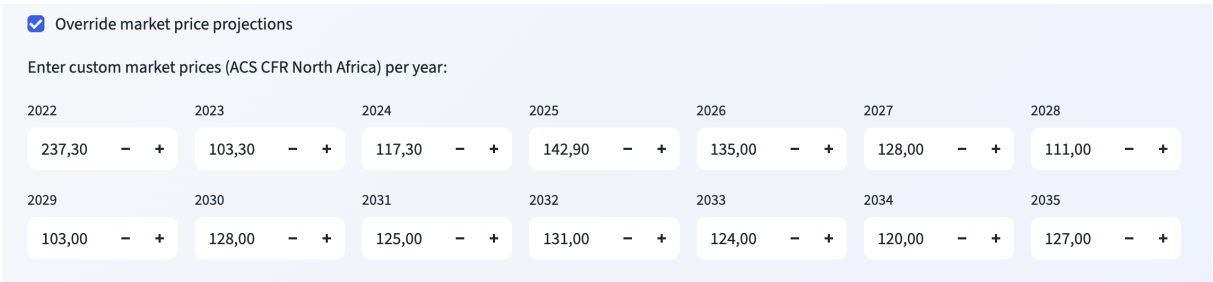 Override market price projections
Enter custom market prices (ACS CFR North Africa) per year:
2022 2023 2024 2025 2026 2027 2028
237,30 − + 103,30 − + 117,30 − + 142,90 − + 135,00 − + 128,00 − + 111,00 − +
2029 2030 2031 2032 2033 2034 2035
103,00 − + 128,00 − + 125,00 − + 131,00 − + 124,00 − + 120,00 − + 127,00 − +